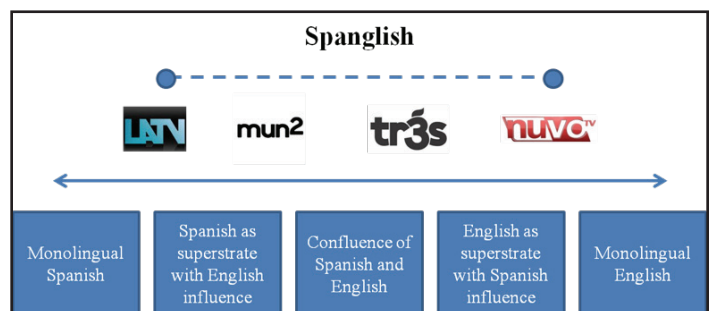 Spanglish
LATV
mun2
tr3s
nuvoTV
Monolingual
Spanish
Spanish as
superstrate
with English
influence
Confluence of
Spanish and
English
English as
superstrate
with Spanish
influence
Monolingual
English